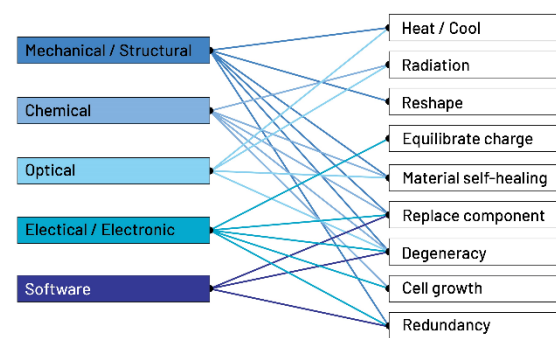 Mechanical / Structural
Chemical
Optical
Electical / Electronic
Software
Heat / Cool
Radiation
Reshape
Equilibrate charge
Material self-healing
Replace component
Degeneracy
Cell growth
Redundancy